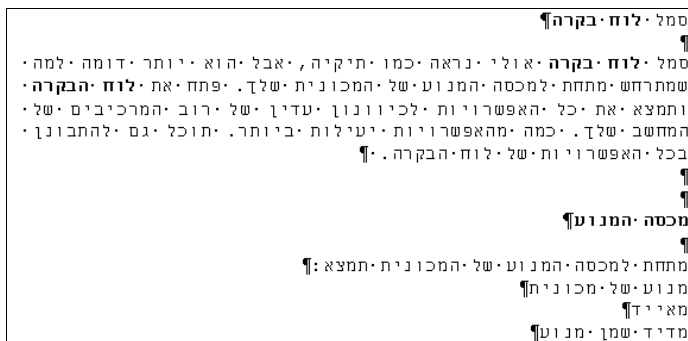 סמל לוח בקרה
סמל לוח בקרה אולי נראה כמו תיקיה, אבל הוא יותר דומה למה
שמתרחש מתחת למכסה המנוע של המכונית שלך. פתח את לוח הבקרה
ותמצא את כל האפשרויות לכיוונון עדין של רוב המרכיבים של
המחשב שלך. כמה מהאפשרויות יעילות ביותר. תוכל גם להתבונן
בכל האפשרויות של לוח הבקרה.
מכסה המנוע
מתחת למכסה המנוע של המכונית תמצא:
מנוע של מכונית
מאייד
מדיד שמן מנוע